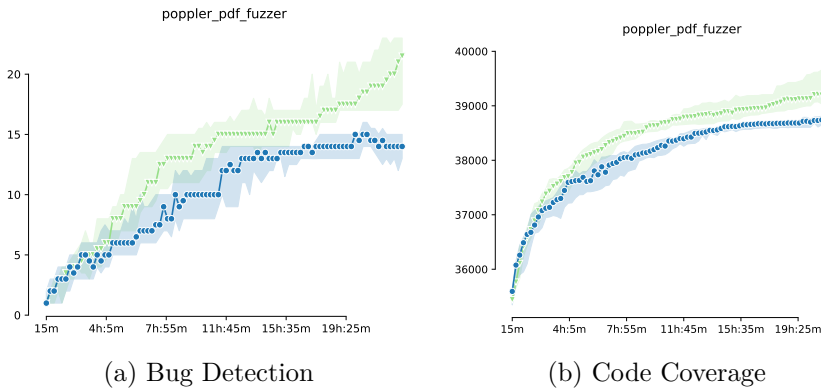 poppler_pdf_fuzzer
20
15
10
5
0
15m 4h:5m 7h:55m 11h:45m 15h:35m 19h:25m
(a) Bug Detection
poppler_pdf_fuzzer
40000
39000
38000
37000
36000
15m 4h:5m 7h:55m 11h:45m 15h:35m 19h:25m
(b) Code Coverage